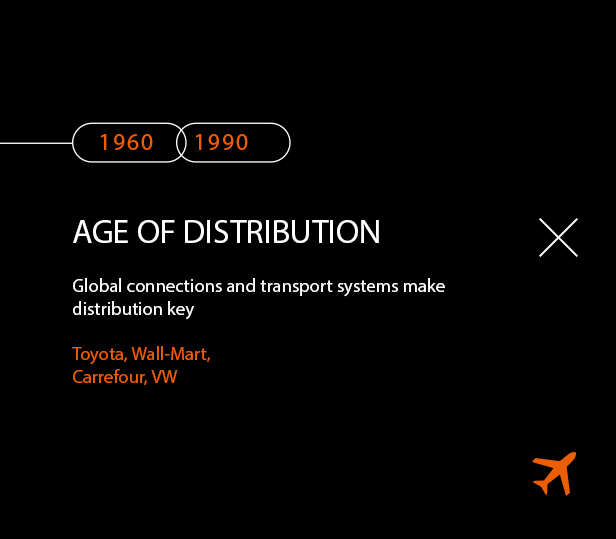 1960 1990
AGE OF DISTRIBUTION
Global connections and transport systems make
distribution key
Toyota, Wall-Mart,
Carrefour, VW